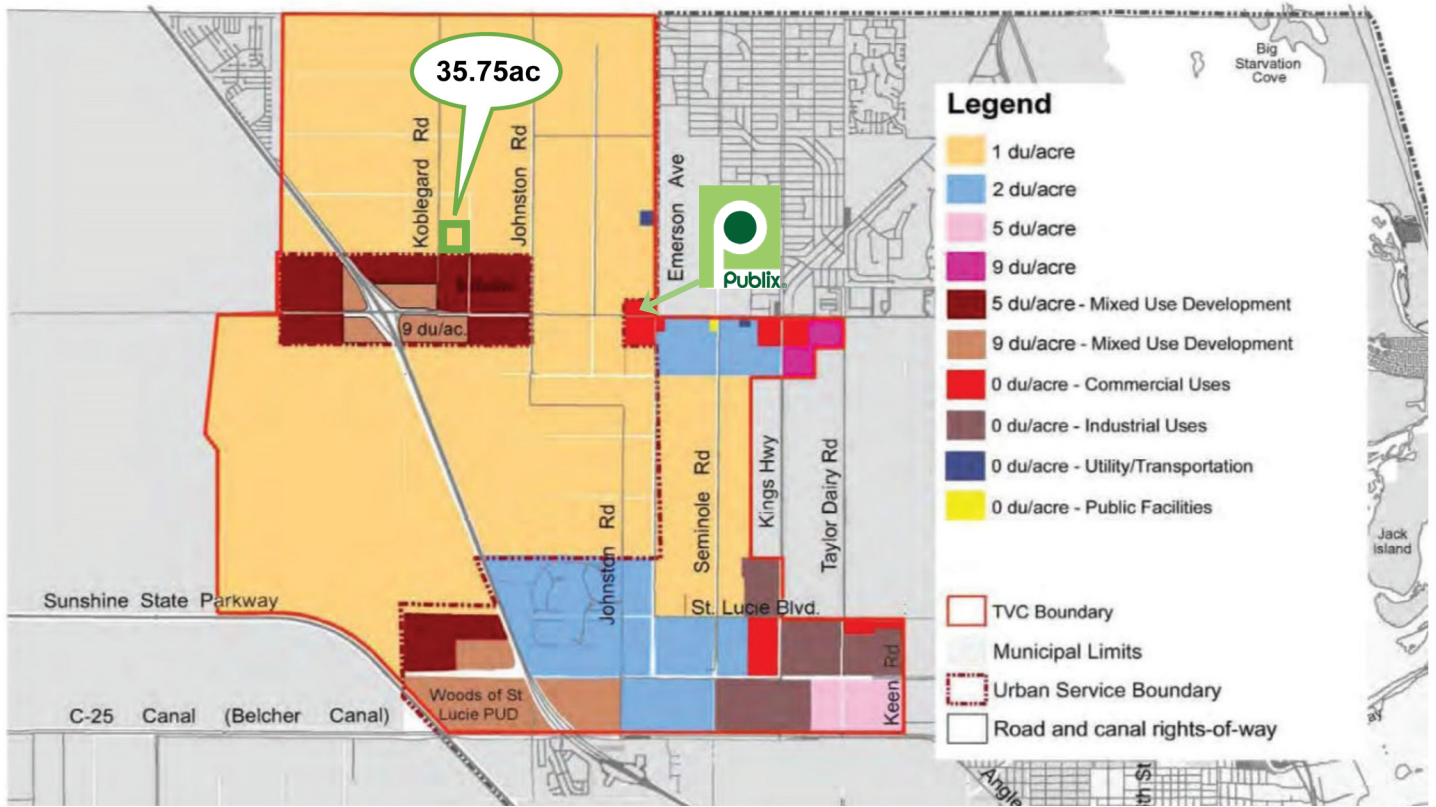 35.75ac
Koblegard Rd
Johnston Rd
Emerson Ave
Publix
Big
Starvation
Cove
9 du/ac.
Seminole Rd
Kings Hwy
Taylor Dairy Rd
Johnston Rd
Sunshine State Parkway
St. Lucie Blvd.
Keen Rd
Woods of St
Lucie PUD
C-25 Canal (Belcher Canal)
Jack
Island
Legend
1 du/acre
2 du/acre
5 du/acre
9 du/acre
5 du/acre - Mixed Use Development
9 du/acre - Mixed Use Development
0 du/acre - Commercial Uses
0 du/acre - Industrial Uses
0 du/acre - Utility/Transportation
0 du/acre - Public Facilities
TVC Boundary
Municipal Limits
Urban Service Boundary
Road and canal rights-of-way
Angle